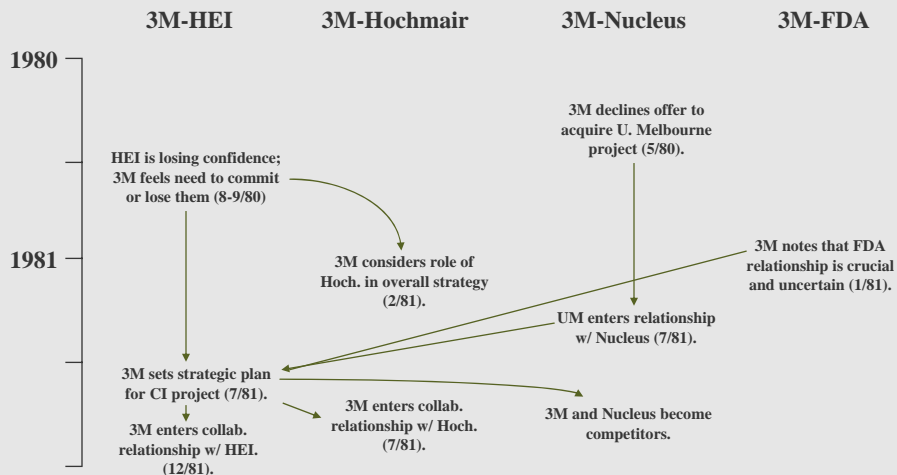 3M-HEI
3M-Hochmair
3M-Nucleus
3M-FDA
1980
3M declines offer to
acquire U. Melbourne
project (5/80).
HEI is losing confidence;
3M feels need to commit
or lose them (8-9/80)
1981
3M considers role of
Hoch. in overall strategy
(2/81).
3M notes that FDA
relationship is crucial
and uncertain (1/81).
UM enters relationship
w/ Nucleus (7/81).
3M sets strategic plan
for CI project (7/81).
3M enters collab.
relationship w/ HEI.
(12/81).
3M enters collab.
relationship w/ Hoch.
(7/81).
3M and Nucleus become
competitors.